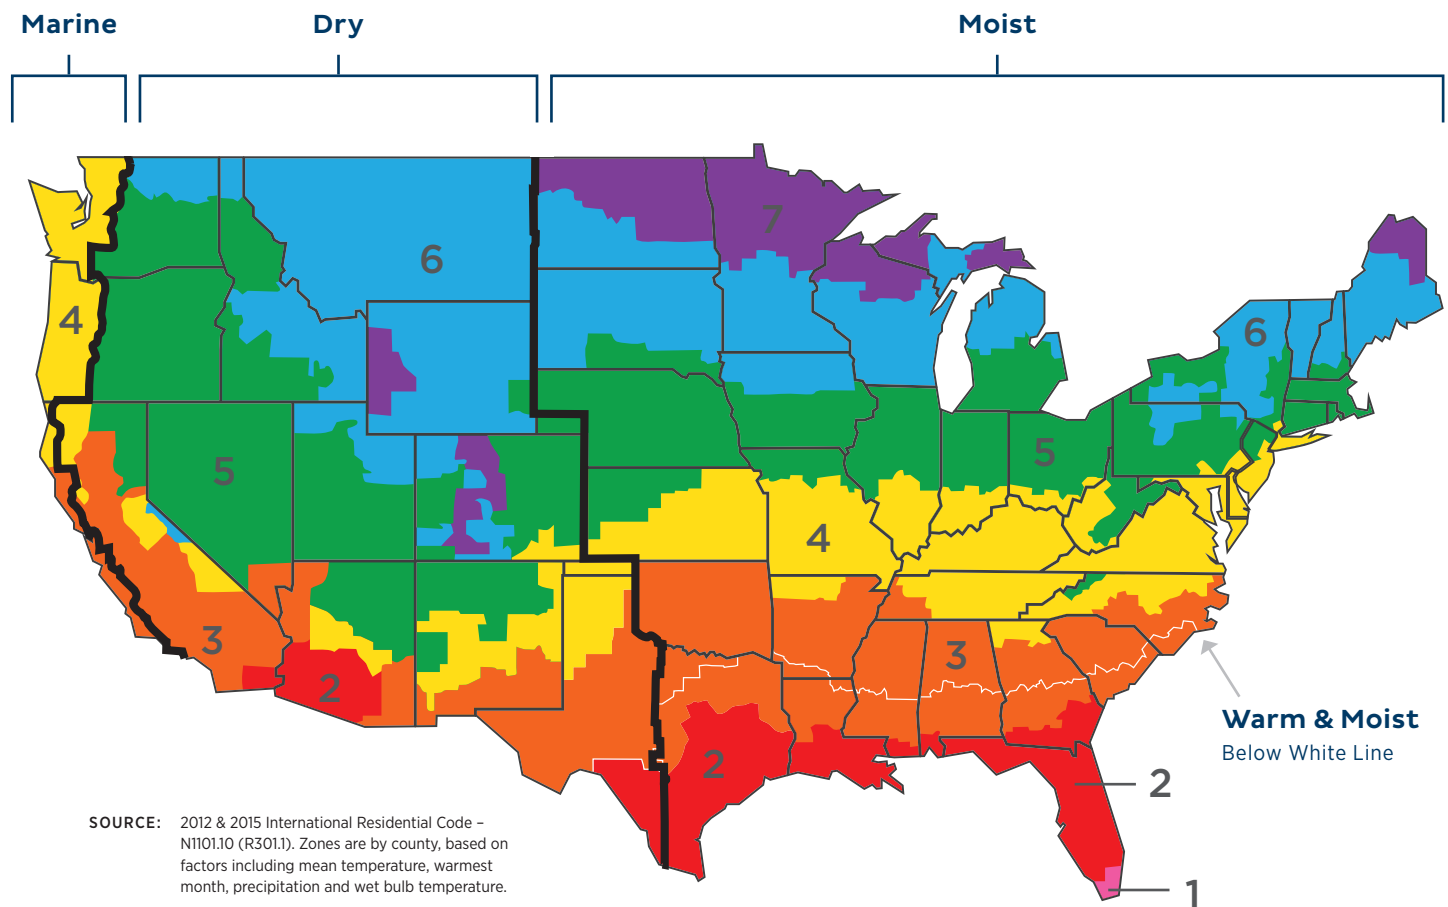 Marine
Dry
Moist
7
6
4
6
5
5
4
3
3
2
2
Warm & Moist
Below White Line
2
1
SOURCE: 2012 & 2015 International Residential Code –
N1101.10 (R301.1). Zones are by county, based on
factors including mean temperature, warmest
month, precipitation and wet bulb temperature.